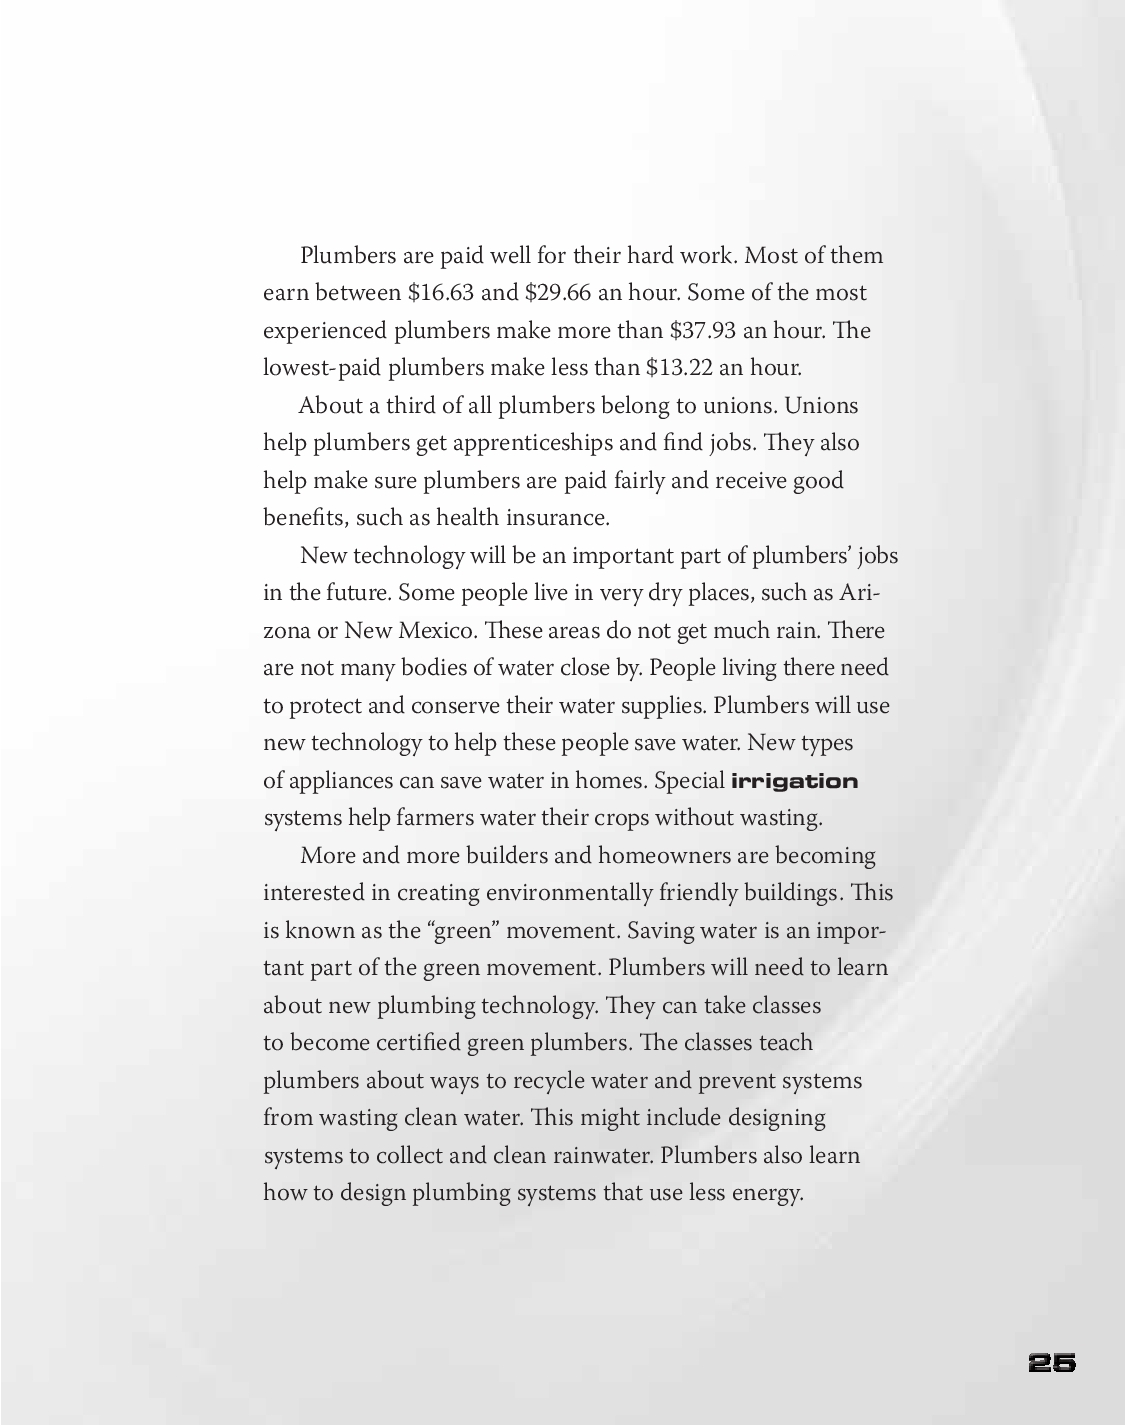 Plumbers are paid well for their hard work. Most of them
earn between $16.63 and $29.66 an hour. Some of the most
experienced plumbers make more than $37.93 an hour. The
lowest-paid plumbers make less than $13.22 an hour.
About a third of all plumbers belong to unions. Unions
help plumbers get apprenticeships and find jobs. They also
help make sure plumbers are paid fairly and receive good
benefits, such as health insurance.
New technology will be an important part of plumbers’ jobs
in the future. Some people live in very dry places, such as Ari-
zona or New Mexico. These areas do not get much rain. There
are not many bodies of water close by. People living there need
to protect and conserve their water supplies. Plumbers will use
new technology to help these people save water. New types
of appliances can save water in homes. Special irrigation
systems help farmers water their crops without wasting.
More and more builders and homeowners are becoming
interested in creating environmentally friendly buildings. This
is known as the “green” movement. Saving water is an impor-
tant part of the green movement. Plumbers will need to learn
about new plumbing technology. They can take classes
to become certified green plumbers. The classes teach
plumbers about ways to recycle water and prevent systems
from wasting clean water. This might include designing
systems to collect and clean rainwater. Plumbers also learn
how to design plumbing systems that use less energy.
25